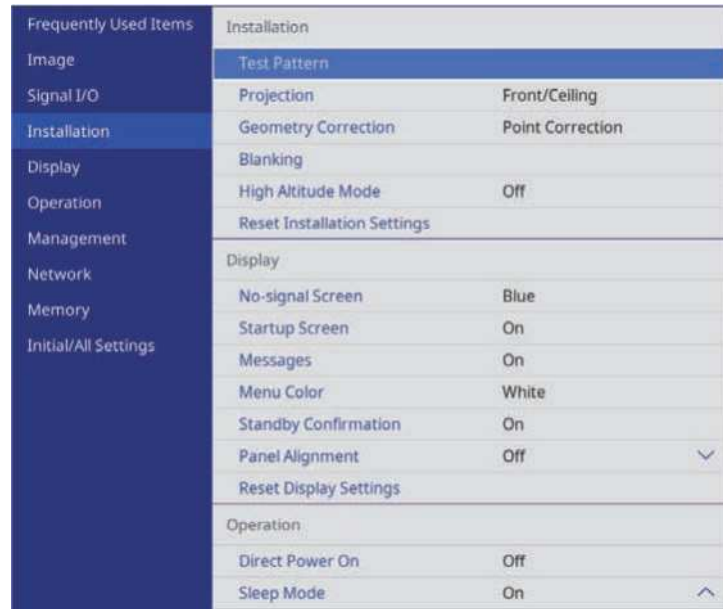 Frequently Used Items
Image
Signal I/O
Installation
Display
Operation
Management
Network
Memory
Initial/All Settings
Installation
Test Pattern
Projection Front/Ceiling
Geometry Correction Point Correction
Blanking
High Altitude Mode Off
Reset Installation Settings
Display
No-signal Screen Blue
Startup Screen On
Messages On
Menu Color White
Standby Confirmation On
Panel Alignment Off
Reset Display Settings
Operation
Direct Power On Off
Sleep Mode On